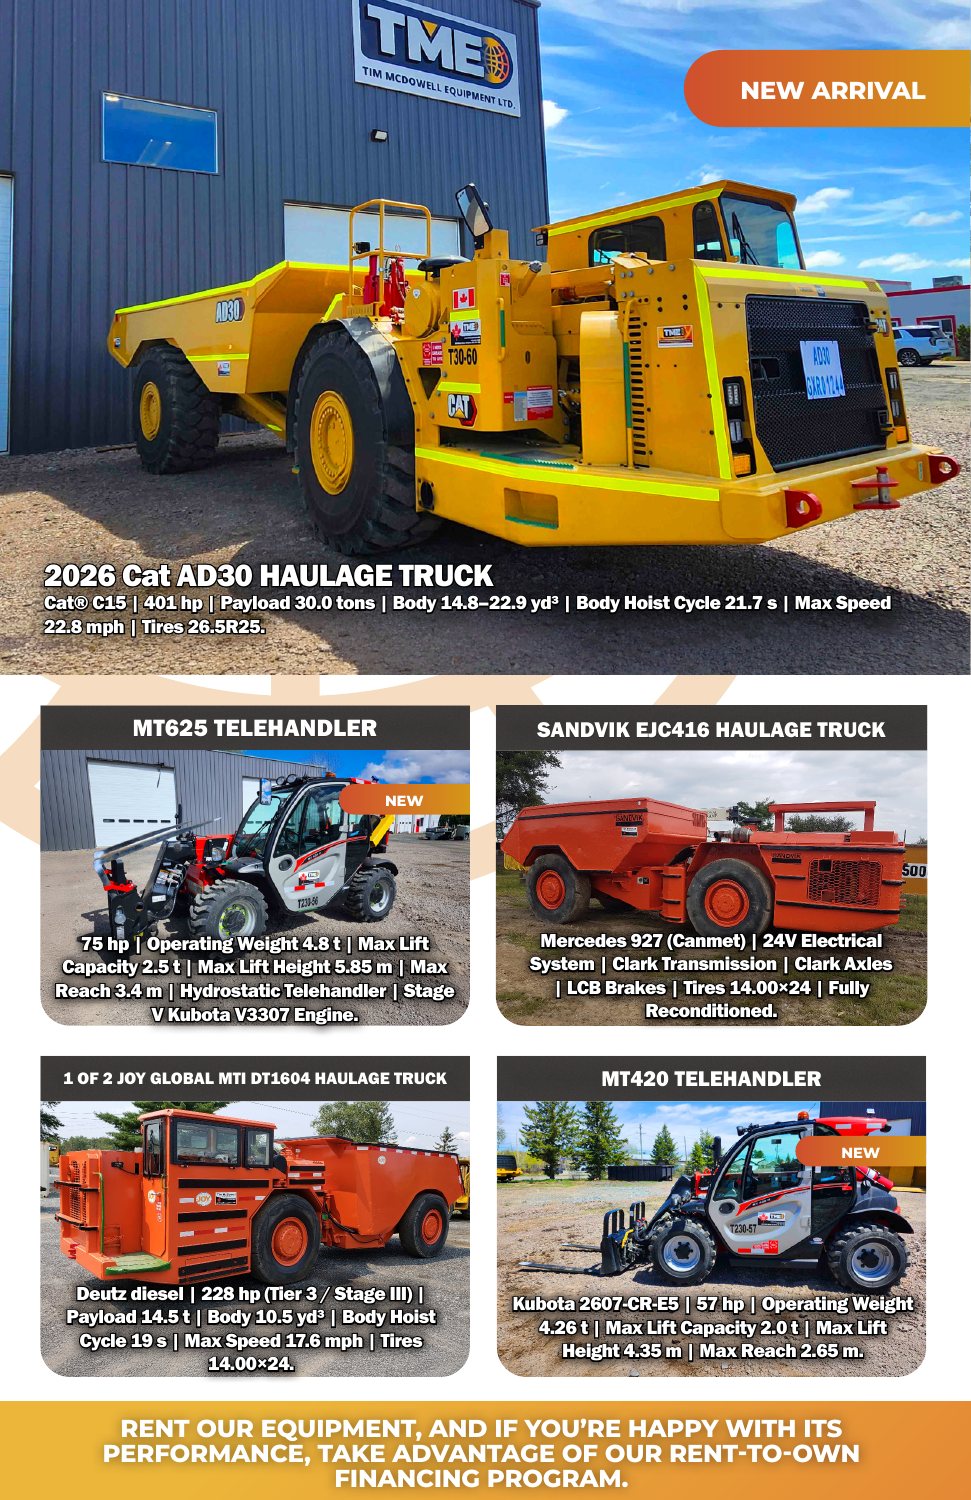 TME
TIM MCDOWELL EQUIPMENT LTD.
NEW ARRIVAL
AD30
TME
T30-60
TME
CAT
AD30
GXR01244
2026 Cat AD30 HAULAGE TRUCK
Cat® C15 | 401 hp | Payload 30.0 tons | Body 14.8–22.9 yd³ | Body Hoist Cycle 21.7 s | Max Speed
22.8 mph | Tires 26.5R25.
MT625 TELEHANDLER
NEW
TME
T230-56
75 hp | Operating Weight 4.8 t | Max Lift
Capacity 2.5 t | Max Lift Height 5.85 m | Max
Reach 3.4 m | Hydrostatic Telehandler | Stage
V Kubota V3307 Engine.
SANDVIK EJC416 HAULAGE TRUCK
SANDVIK
SANDVIK
Mercedes 927 (Canmet) | 24V Electrical
System | Clark Transmission | Clark Axles
| LCB Brakes | Tires 14.00×24 | Fully
Reconditioned.
1 OF 2 JOY GLOBAL MTI DT1604 HAULAGE TRUCK
JOY
Deutz diesel | 228 hp (Tier 3 / Stage III) |
Payload 14.5 t | Body 10.5 yd³ | Body Hoist
Cycle 19 s | Max Speed 17.6 mph | Tires
14.00×24.
MT420 TELEHANDLER
NEW
TME
T230-57
Kubota 2607-CR-E5 | 57 hp | Operating Weight
4.26 t | Max Lift Capacity 2.0 t | Max Lift
Height 4.35 m | Max Reach 2.65 m.
RENT OUR EQUIPMENT, AND IF YOU'RE HAPPY WITH ITS
PERFORMANCE, TAKE ADVANTAGE OF OUR RENT-TO-OWN
FINANCING PROGRAM.